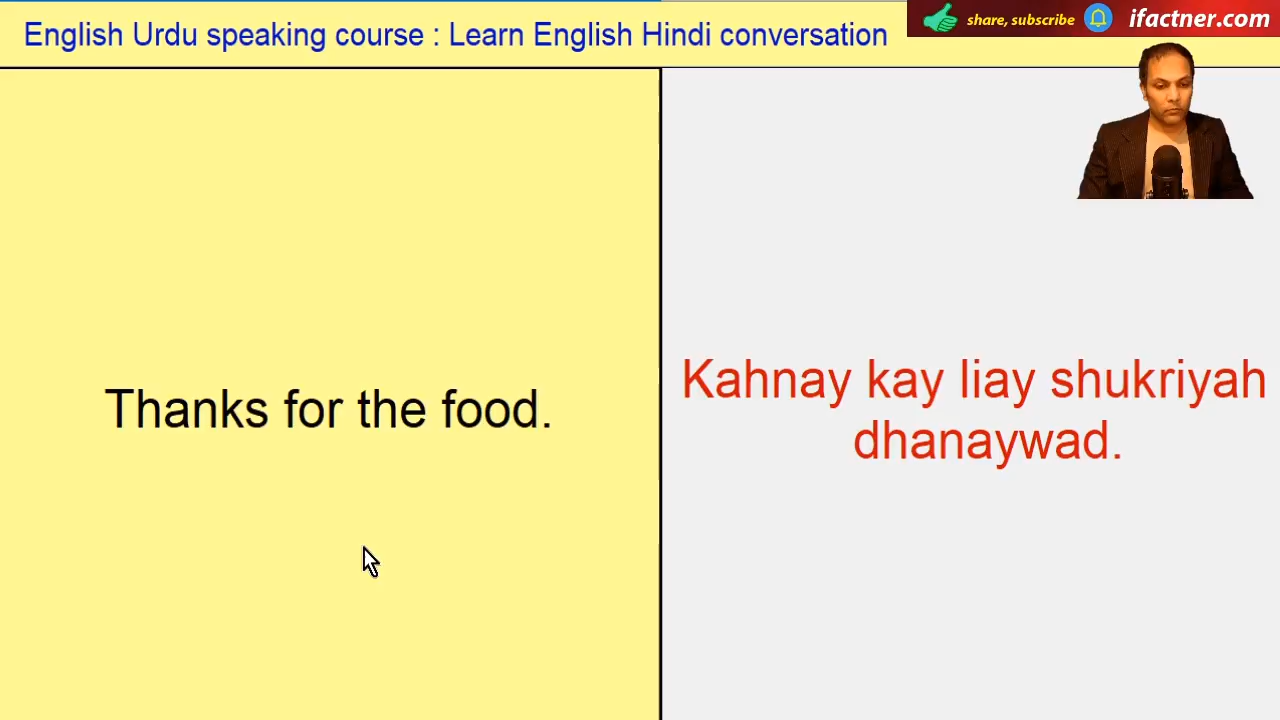 English Urdu speaking course : Learn English Hindi conversation
share, subscribe
ifactner.com
Thanks for the food.
Kahnay kay liay shukriyah
dhanaywad.